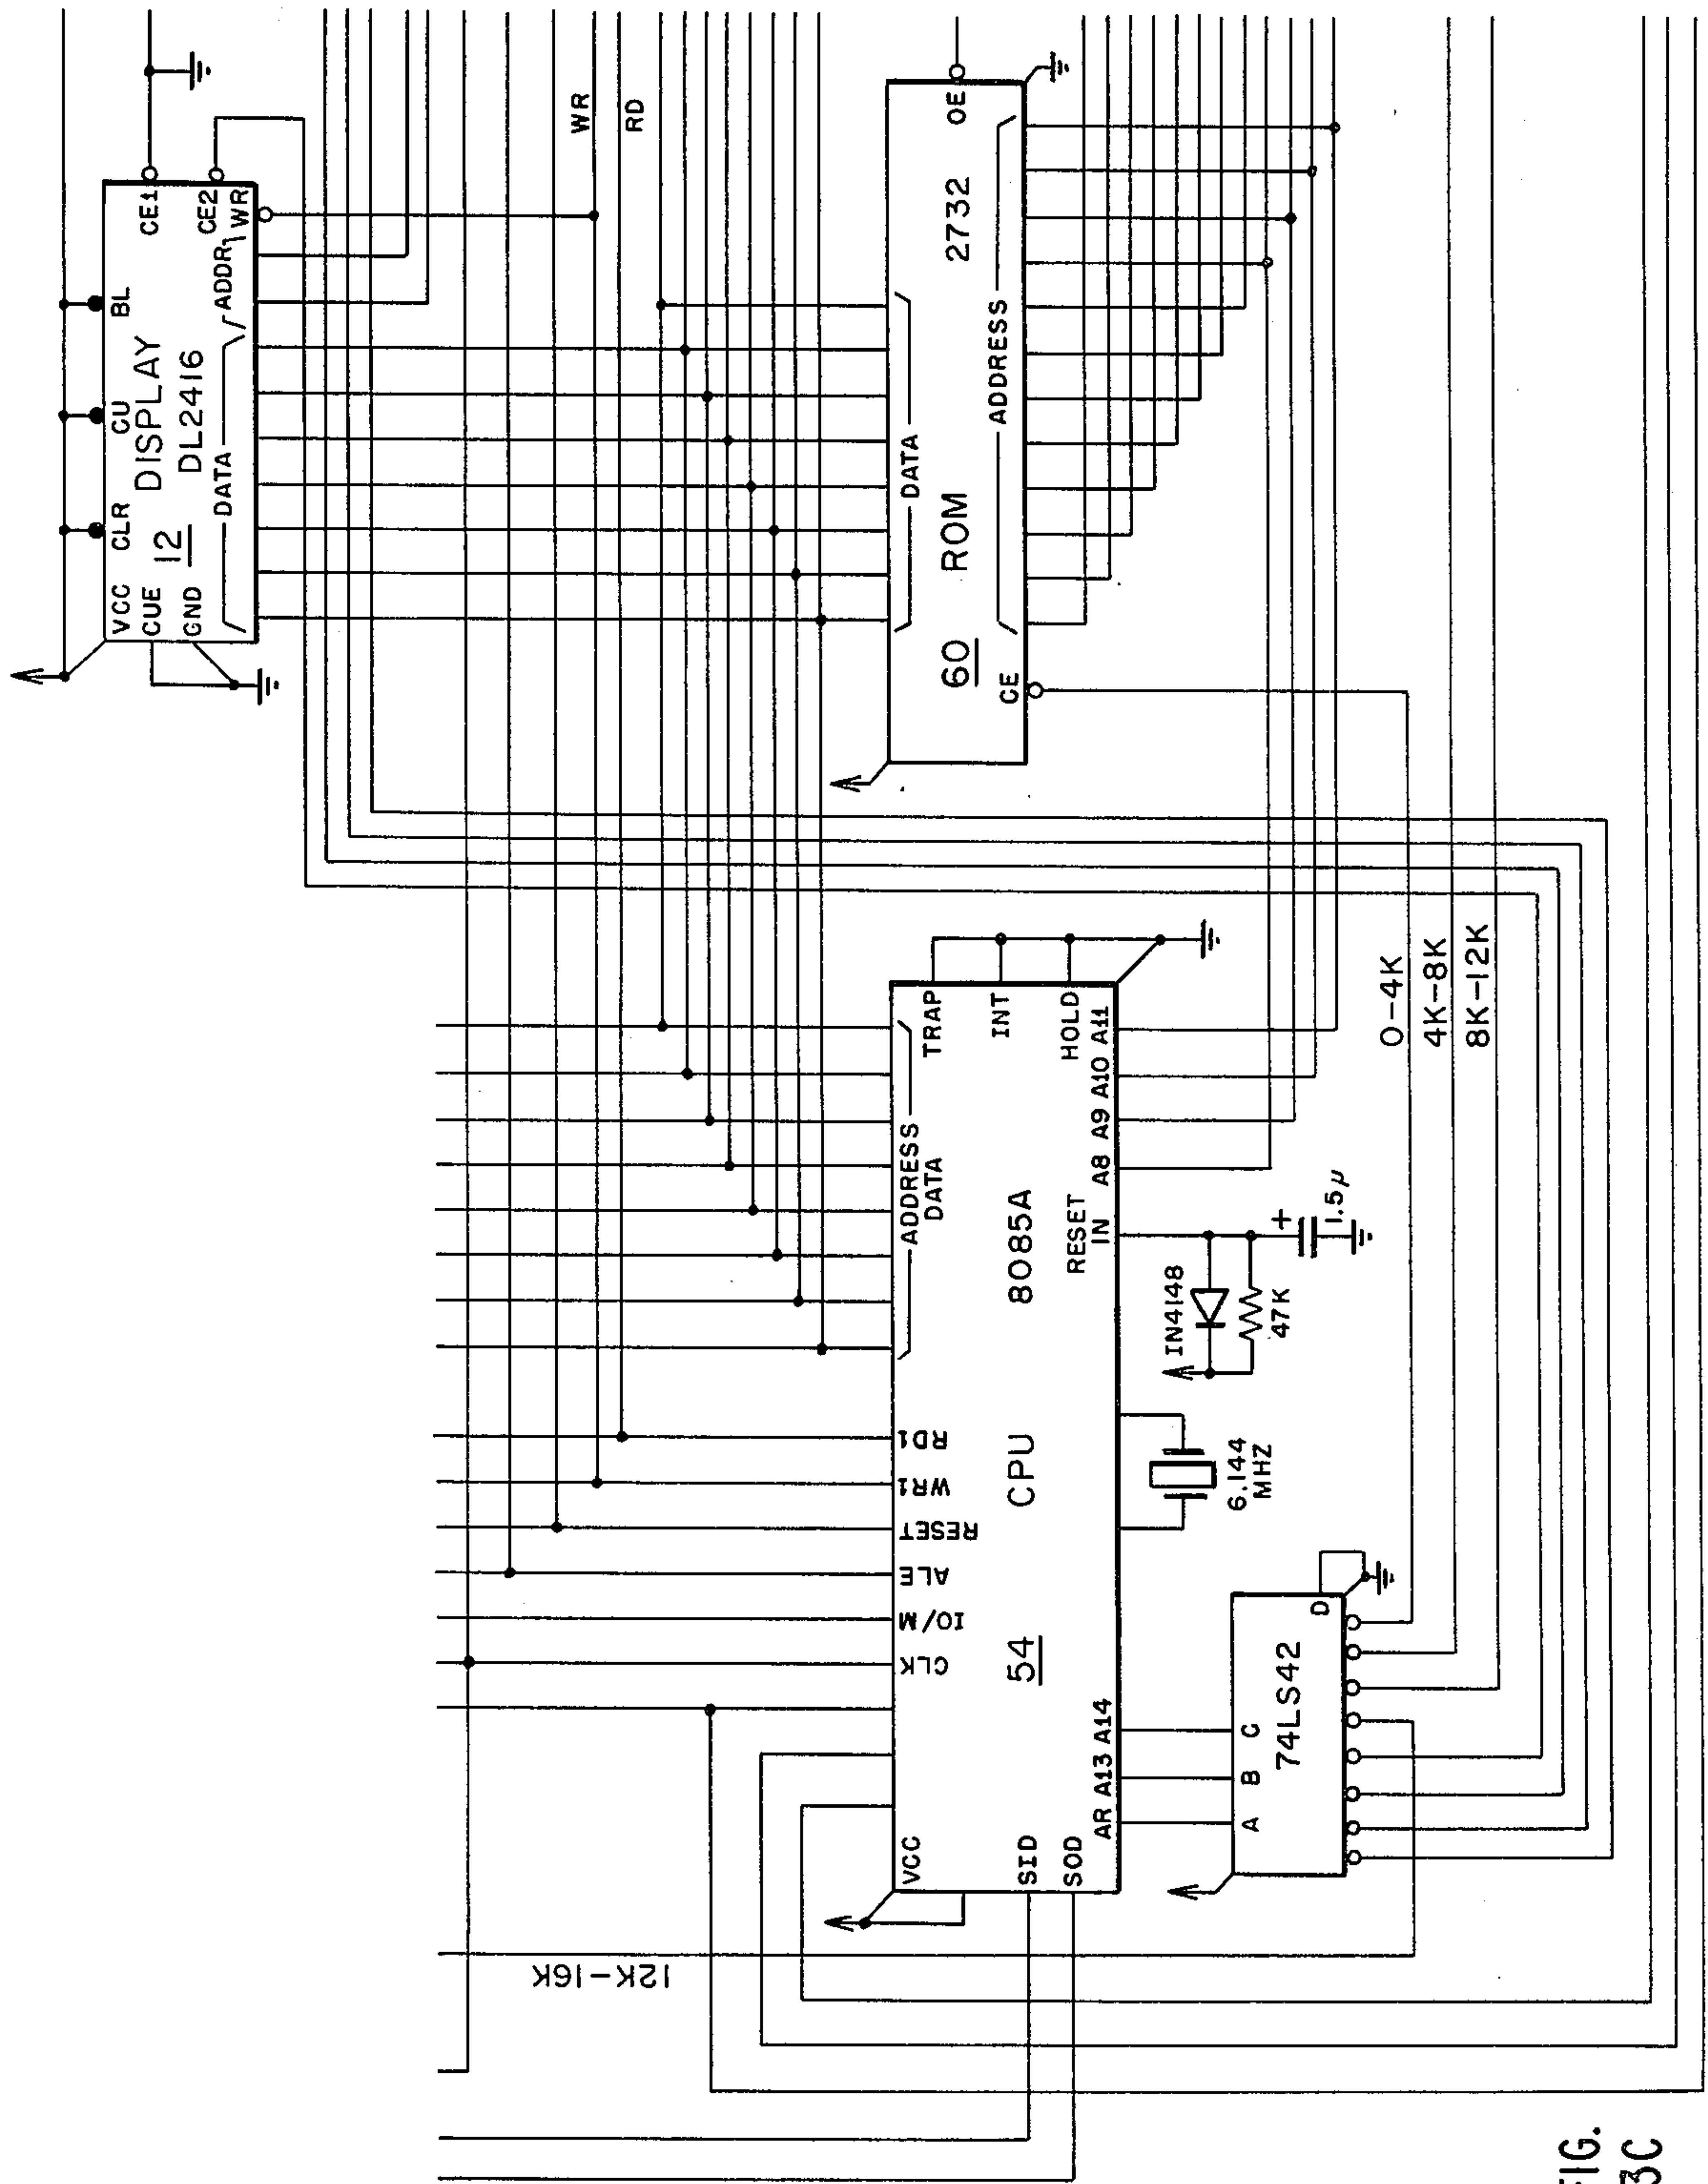 VCC CLR CU BL
CUE
GND
12
DISPLAY
DL2416
DATA
ADDR
CE1
CE2
WR
WR
RD
60
ROM
2732
DATA
ADDRESS
CE
OE
VCC
SID
SOD
CLK
IO/M
ALE
RESET
WR1
RD1
ADDRESS
DATA
TRAP
INT
HOLD
54
CPU
8085A
RESET
IN
AR A13 A14
A8 A9 A10 A11
6.144
MHZ
IN4148
47K
+
1.5μ
A B C D
74LS42
0-4K
4K-8K
8K-12K
12K-16K
FIG.
3C